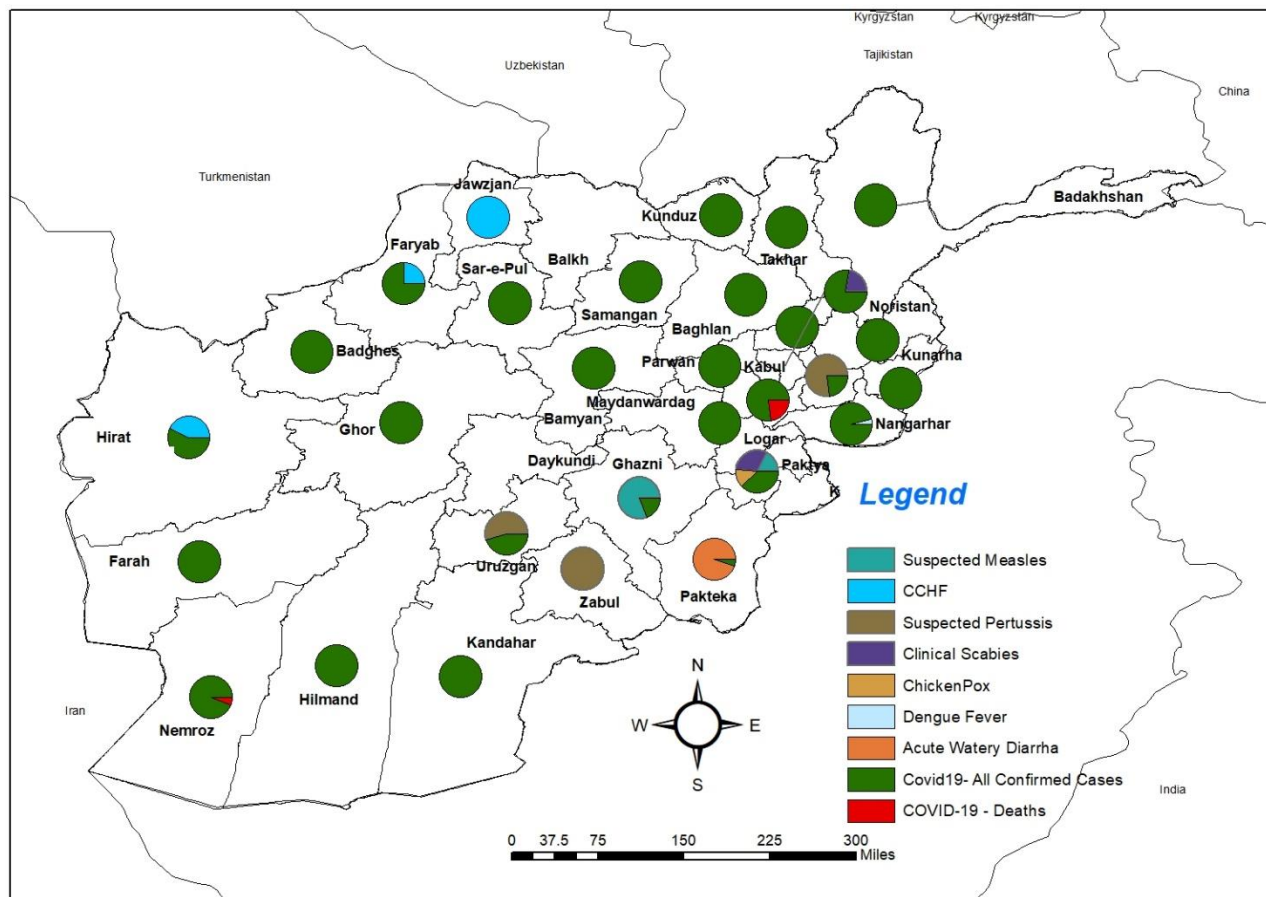 Kyrgyzstan
Kyrgyzstan
Tajikistan
Uzbekistan
China
Turkmenistan
Jawzjan
Badakhshan
Kunduz
Faryab
Takhar
Sar-e-Pul
Balkh
Samangan
Noristan
Baghlan
Badghes
Parwan
Kabul
Kunarha
Maydanwardag
Bamyan
Nangarhar
Hirat
Ghor
Logar
Daykundi
Ghazni
Paktya
K
Legend
Farah
Uruzgan
Zabul
Pakteka
Kandahar
Hilmand
Nemroz
Iran
India
Suspected Measles
CCHF
Suspected Pertussis
Clinical Scabies
ChickenPox
Dengue Fever
Acute Watery Diarrha
Covid19- All Confirmed Cases
COVID-19 - Deaths
N
W E
S
0 37.5 75 150 225 300
Miles